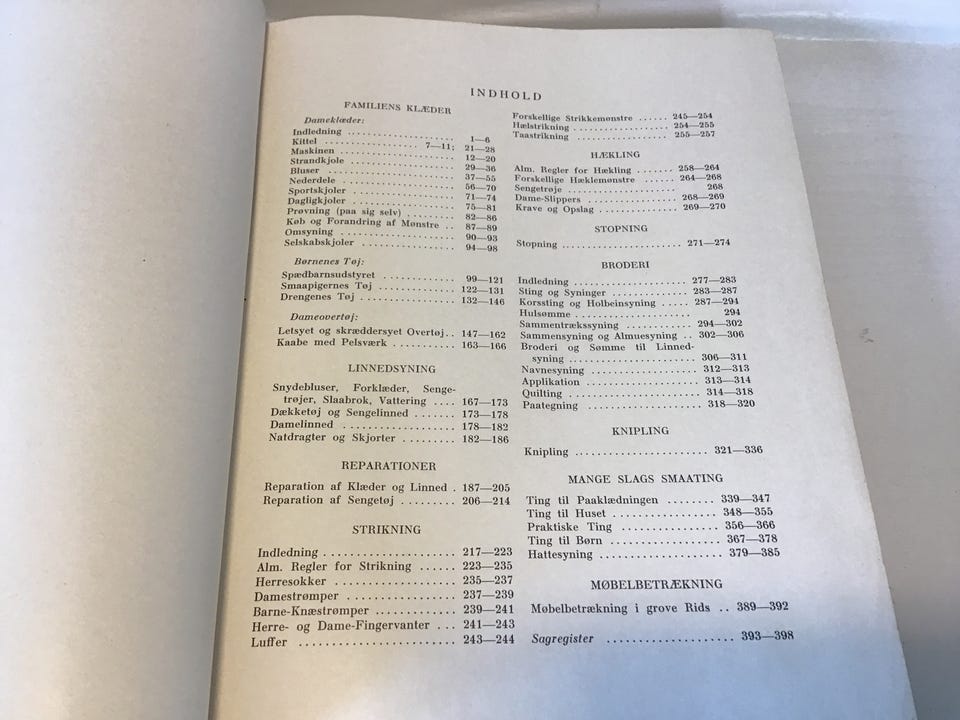 INDHOLD
FAMILIENS KLÆDER
Dameklæder:
Indledning .................. 1—6
Kittel ................ 7—11; 21—28
Maskinen .................. 12—20
Strandkjole .................. 29—36
Bluser .................. 37—55
Nederdele .................. 56—70
Sportskjoler .................. 71—74
Dagligkjoler .................. 75—81
Prøvning (paa sig selv) ........ 82—86
Køb og Forandring af Mønstre .. 87—89
Omsyning .................. 90—93
Selskabskjoler .................. 94—98
Børnenes Tøj:
Spædbarnsudstyret ............ 99—121
Smaapigernes Tøj ............ 122—131
Drengenes Tøj ............... 132—146
Dameovertøj:
Letsyet og skræddersyet Overtøj.. 147—162
Kaabe med Pelsværk .......... 163—166
LINNEDSYNING
Snydebluser, Forklæder, Senge-
trøjer, Slaabrok, Vattering .... 167—173
Dækketøj og Sengelinned ....... 173—178
Damelinned ................. 178—182
Natdragter og Skjorter ......... 182—186
REPARATIONER
Reparation af Klæder og Linned . 187—205
Reparation af Sengetøj ......... 206—214
STRIKNING
Indledning .................... 217—223
Alm. Regler for Strikning ...... 223—235
Herresokker .................. 235—237
Damestrømper ................ 237—239
Barne-Knæstrømper ............ 239—241
Herre- og Dame-Fingervanter ... 241—243
Luffer ....................... 243—244
Forskellige Strikkemønstre ...... 245—254
Hælstrikning .................. 254—255
Taastrikning .................. 255—257
HÆKLING
Alm. Regler for Hækling ....... 258—264
Forskellige Hæklemønstre ...... 264—268
Sengetrøje .................. 268
Dame-Slippers ................ 268—269
Krave og Opslag .............. 269—270
STOPNING
Stopning .................... 271—274
BRODERI
Indledning .................. 277—283
Sting og Syninger ............. 283—287
Korssting og Holbeinsyning ..... 287—294
Hulsømme .................... 294
Sammentrækssyning ............ 294—302
Sammensyning og Almuesyning .. 302—306
Broderi og Sømme til Linned-
syning ..................... 306—311
Navnesyning .................. 312—313
Applikation .................. 313—314
Quilting .................... 314—318
Paategning .................. 318—320
KNIPLING
Knipling .................... 321—336
MANGE SLAGS SMAATING
Ting til Paaklædningen ........ 339—347
Ting til Huset ................ 348—355
Praktiske Ting ............... 356—366
Ting til Børn ................. 367—378
Hattesyning .................. 379—385
MØBELBETRÆKNING
Møbelbetrækning i grove Rids .. 389—392
Sagregister .................. 393—398